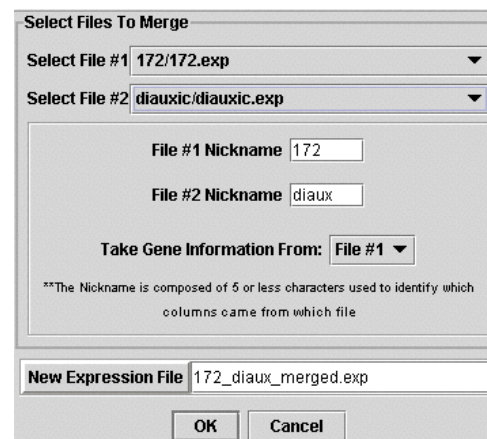 Select Files To Merge
Select File #1 172/172.exp
Select File #2 diauxic/diauxic.exp
File #1 Nickname 172
File #2 Nickname diaux
Take Gene Information From: File #1
**The Nickname is composed of 5 or less characters used to identify which
columns came from which file
New Expression File 172_diaux_merged.exp
OK Cancel